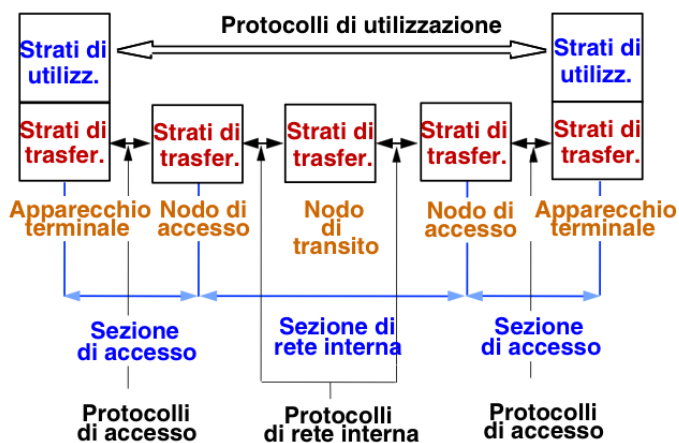 Protocolli di utilizzazione
Strati di
utilizz.
Strati di
utilizz.
Strati di
trasfer.
Strati di
trasfer.
Strati di
trasfer.
Strati di
trasfer.
Strati di
trasfer.
Apparecchio
terminale
Nodo di
accesso
Nodo
di
transito
Nodo di
accesso
Apparecchio
terminale
Sezione
di accesso
Sezione di
rete interna
Sezione
di accesso
Protocolli
di accesso
Protocolli
di rete interna
Protocolli
di accesso